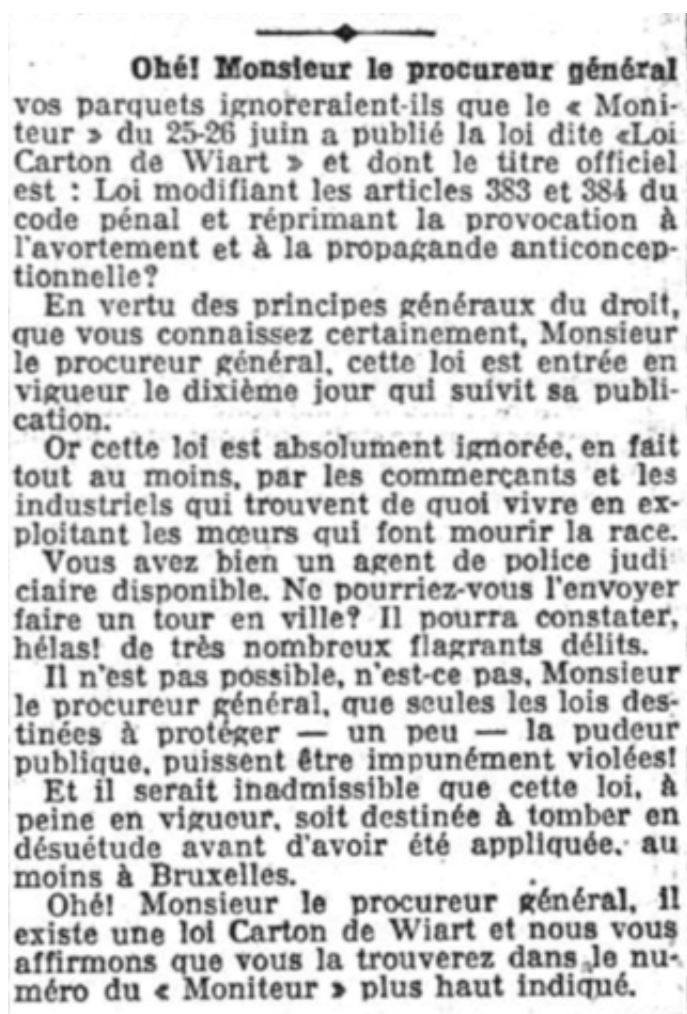 Ohé! Monsieur le procureur général
vos parquets ignoreraient-ils que le « Moni-
teur » du 25-26 juin a publié la loi dite «Loi
Carton de Wiart » et dont le titre officiel
est : Loi modifiant les articles 383 et 384 du
code pénal et réprimant la provocation à
l'avortement et à la propagande anticoncep-
tionnelle?
En vertu des principes généraux du droit,
que vous connaissez certainement, Monsieur
le procureur général, cette loi est entrée en
vigueur le dixième jour qui suivit sa publi-
cation.
Or cette loi est absolument ignorée, en fait
tout au moins, par les commerçants et les
industriels qui trouvent de quoi vivre en ex-
ploitant les mœurs qui font mourir la race.
Vous avez bien un agent de police judi
ciaire disponible. Ne pourriez-vous l'envoyer
faire un tour en ville? Il pourra constater,
hélas! de très nombreux flagrants délits.
Il n'est pas possible, n'est-ce pas, Monsieur
le procureur général, que seules les lois des-
tinées à protéger — un peu — la pudeur
publique, puissent être impunément violées!
Et il serait inadmissible que cette loi, à
peine en vigueur, soit destinée à tomber en
désuétude avant d'avoir été appliquée, au
moins à Bruxelles.
Ohé! Monsieur le procureur général, il
existe une loi Carton de Wiart et nous vous
affirmons que vous la trouverez dans le nu-
méro du « Moniteur » plus haut indiqué.